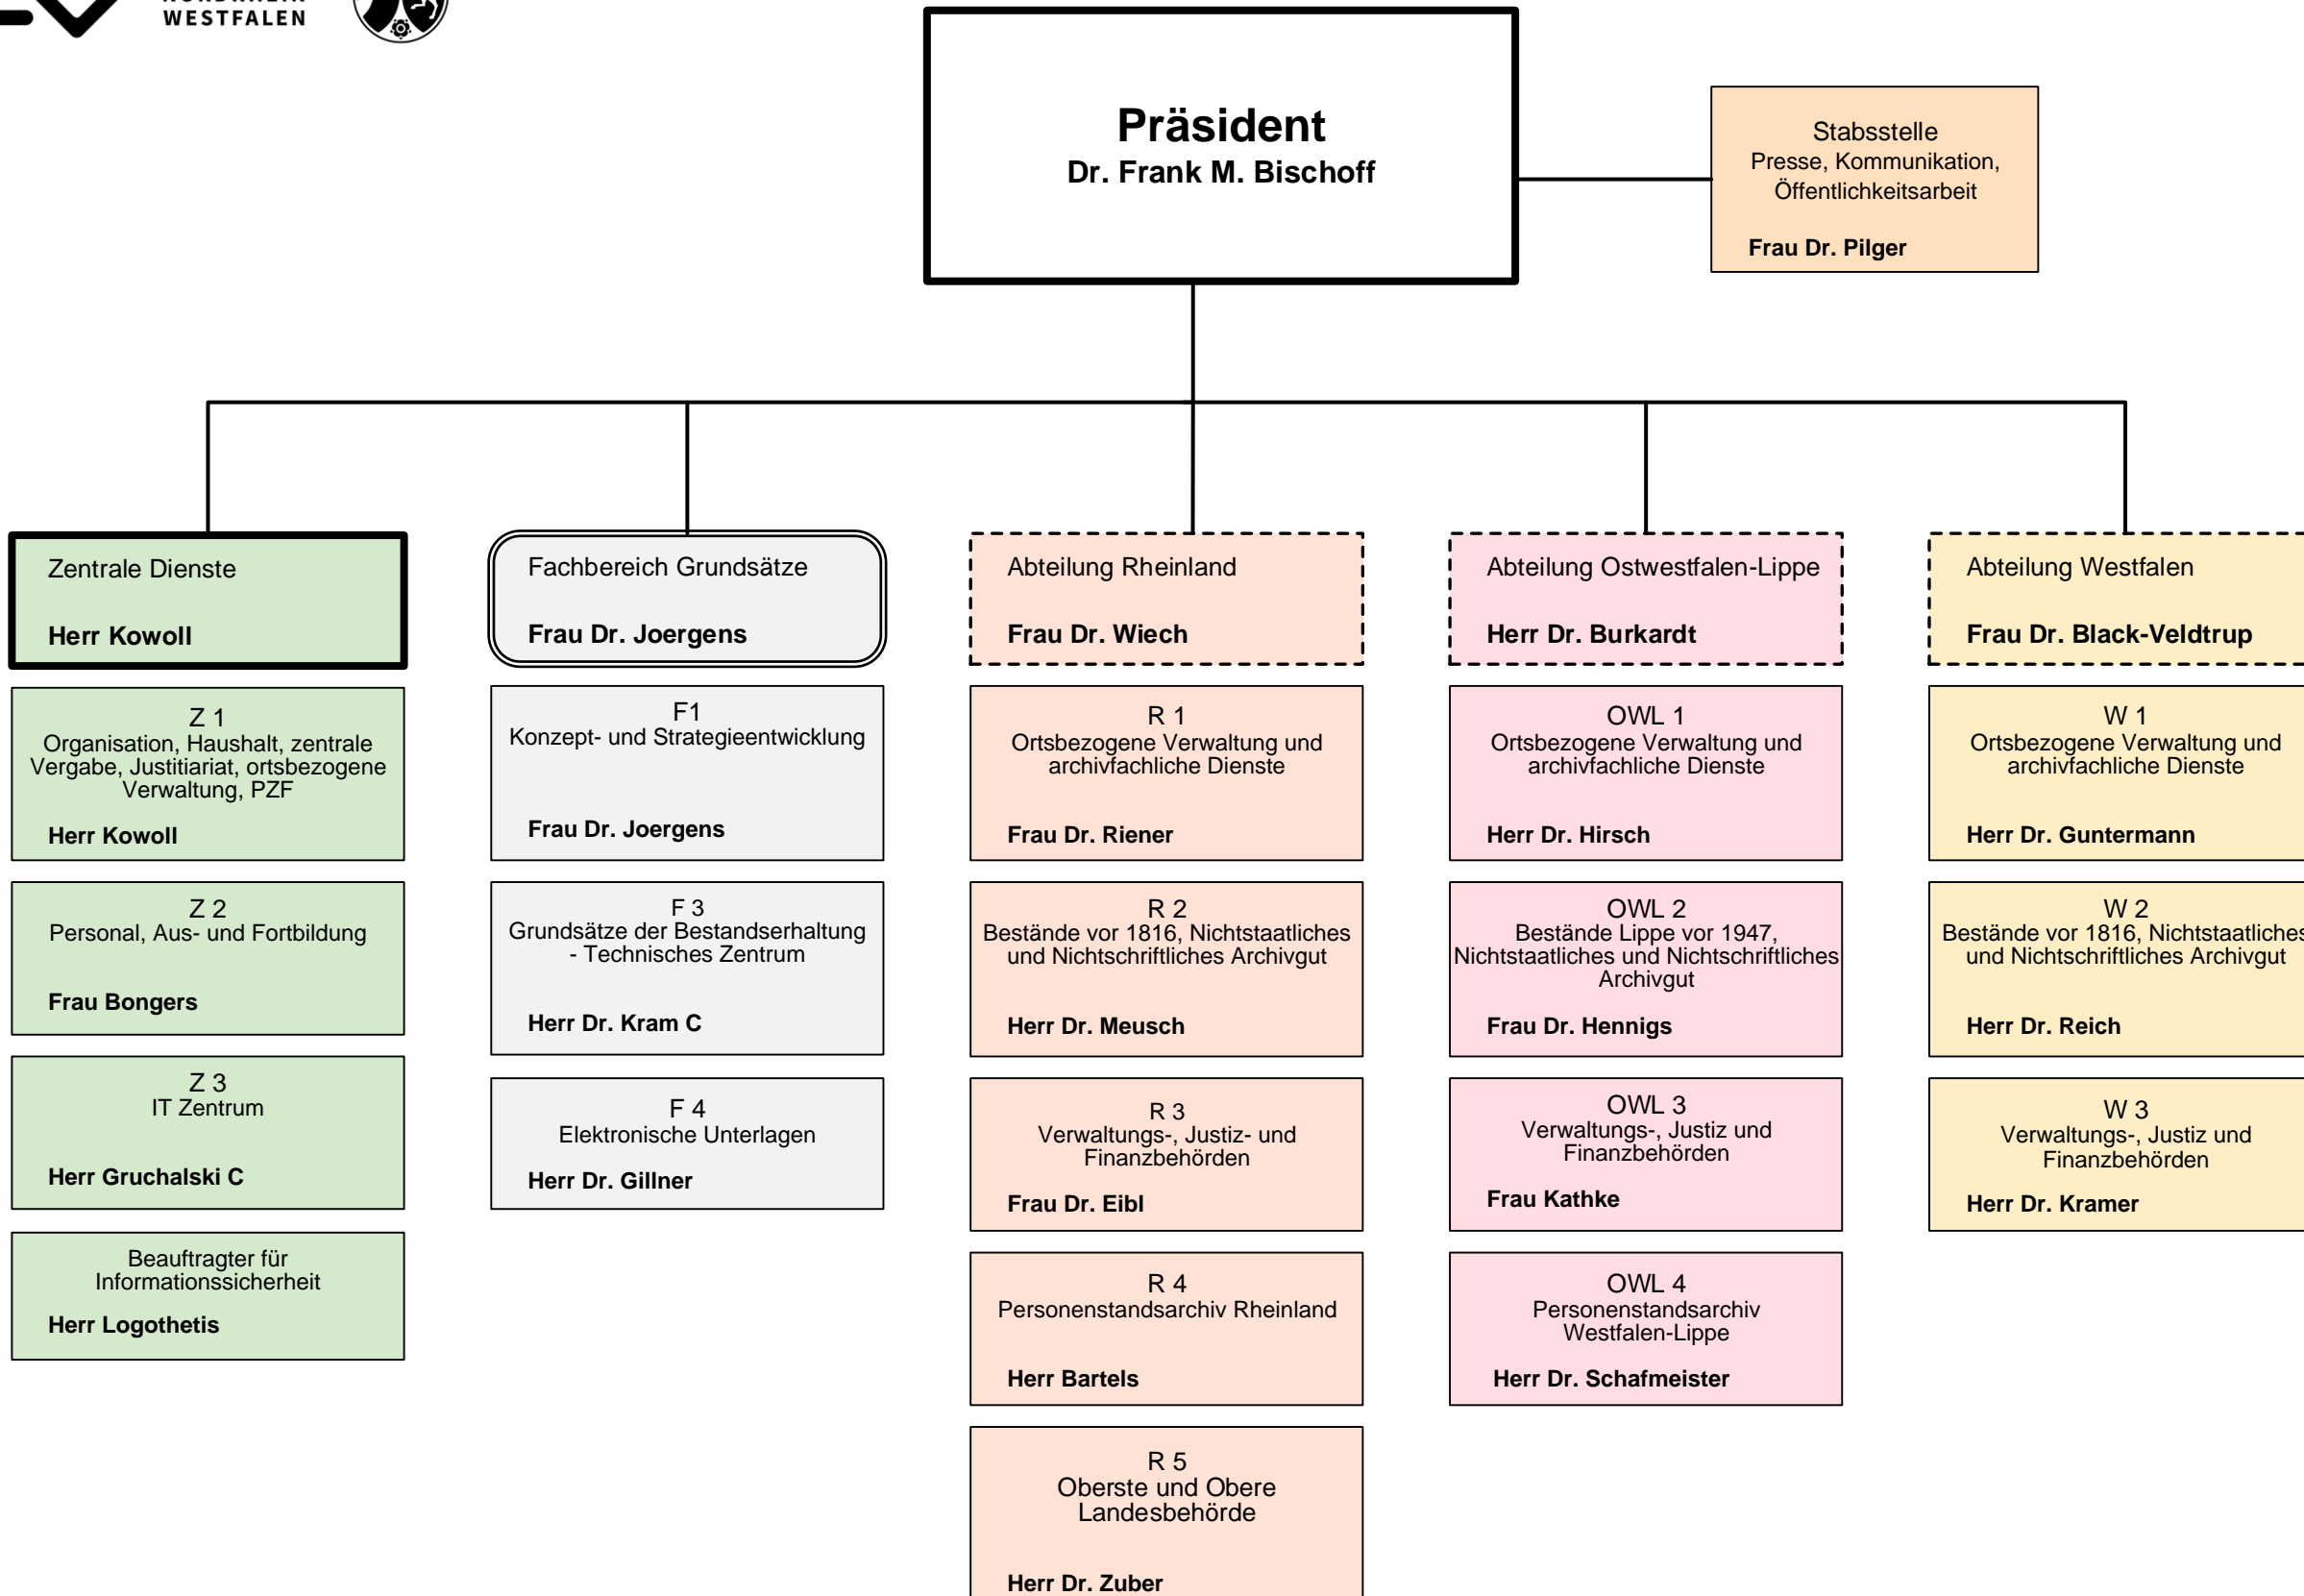 WESTFALEN
Präsident
Dr. Frank M. Bischoff
Stabsstelle
Presse, Kommunikation,
Öffentlichkeitsarbeit
Frau Dr. Pilger
Zentrale Dienste
Herr Kowoll
Z 1
Organisation, Haushalt, zentrale
Vergabe, Justitiariat, ortsbezogene
Verwaltung, PZF
Herr Kowoll
Z 2
Personal, Aus- und Fortbildung
Frau Bongers
Z 3
IT Zentrum
Herr Gruchalski C
Beauftragter für
Informationssicherheit
Herr Logothetis
Fachbereich Grundsätze
Frau Dr. Joergens
F1
Konzept- und Strategieentwicklung
Frau Dr. Joergens
F 3
Grundsätze der Bestandserhaltung
- Technisches Zentrum
Herr Dr. Kram C
F 4
Elektronische Unterlagen
Herr Dr. Gillner
Abteilung Rheinland
Frau Dr. Wiech
R 1
Ortsbezogene Verwaltung und
archivfachliche Dienste
Frau Dr. Riener
R 2
Bestände vor 1816, Nichtstaatliches
und Nichtschriftliches Archivgut
Herr Dr. Meusch
R 3
Verwaltungs-, Justiz- und
Finanzbehörden
Frau Dr. Eibl
R 4
Personenstandsarchiv Rheinland
Herr Bartels
R 5
Oberste und Obere
Landesbehörde
Herr Dr. Zuber
Abteilung Ostwestfalen-Lippe
Herr Dr. Burkardt
OWL 1
Ortsbezogene Verwaltung und
archivfachliche Dienste
Herr Dr. Hirsch
OWL 2
Bestände Lippe vor 1947,
Nichtstaatliches und Nichtschriftliches
Archivgut
Frau Dr. Hennigs
OWL 3
Verwaltungs-, Justiz und
Finanzbehörden
Frau Kathke
OWL 4
Personenstandsarchiv
Westfalen-Lippe
Herr Dr. Schafmeister
Abteilung Westfalen
Frau Dr. Black-Veldtrup
W 1
Ortsbezogene Verwaltung und
archivfachliche Dienste
Herr Dr. Guntermann
W 2
Bestände vor 1816, Nichtstaatliches
und Nichtschriftliches Archivgut
Herr Dr. Reich
W 3
Verwaltungs-, Justiz und
Finanzbehörden
Herr Dr. Kramer